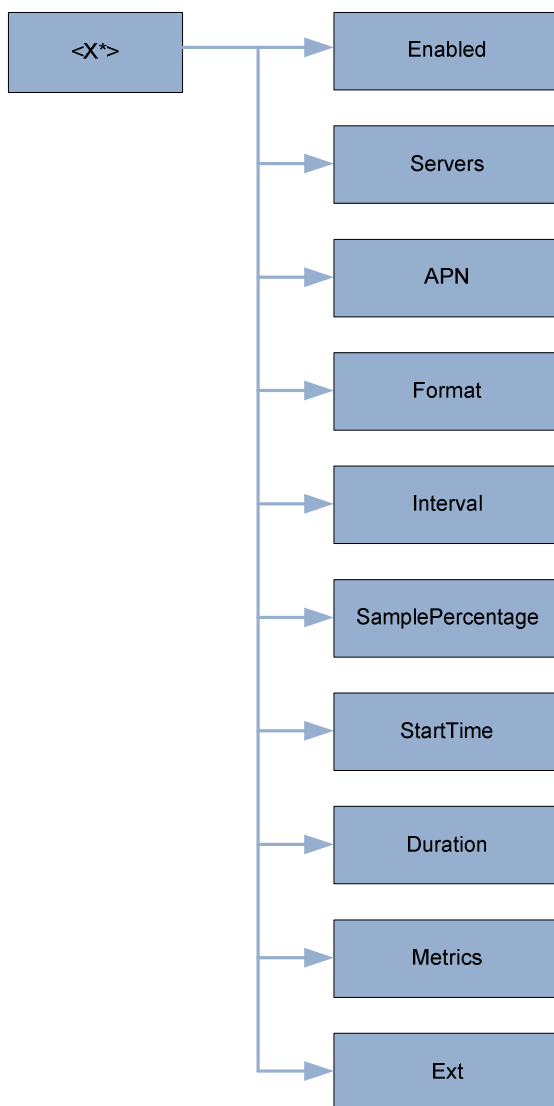 <X*>
Enabled
Servers
APN
Format
Interval
SamplePercentage
StartTime
Duration
Metrics
Ext